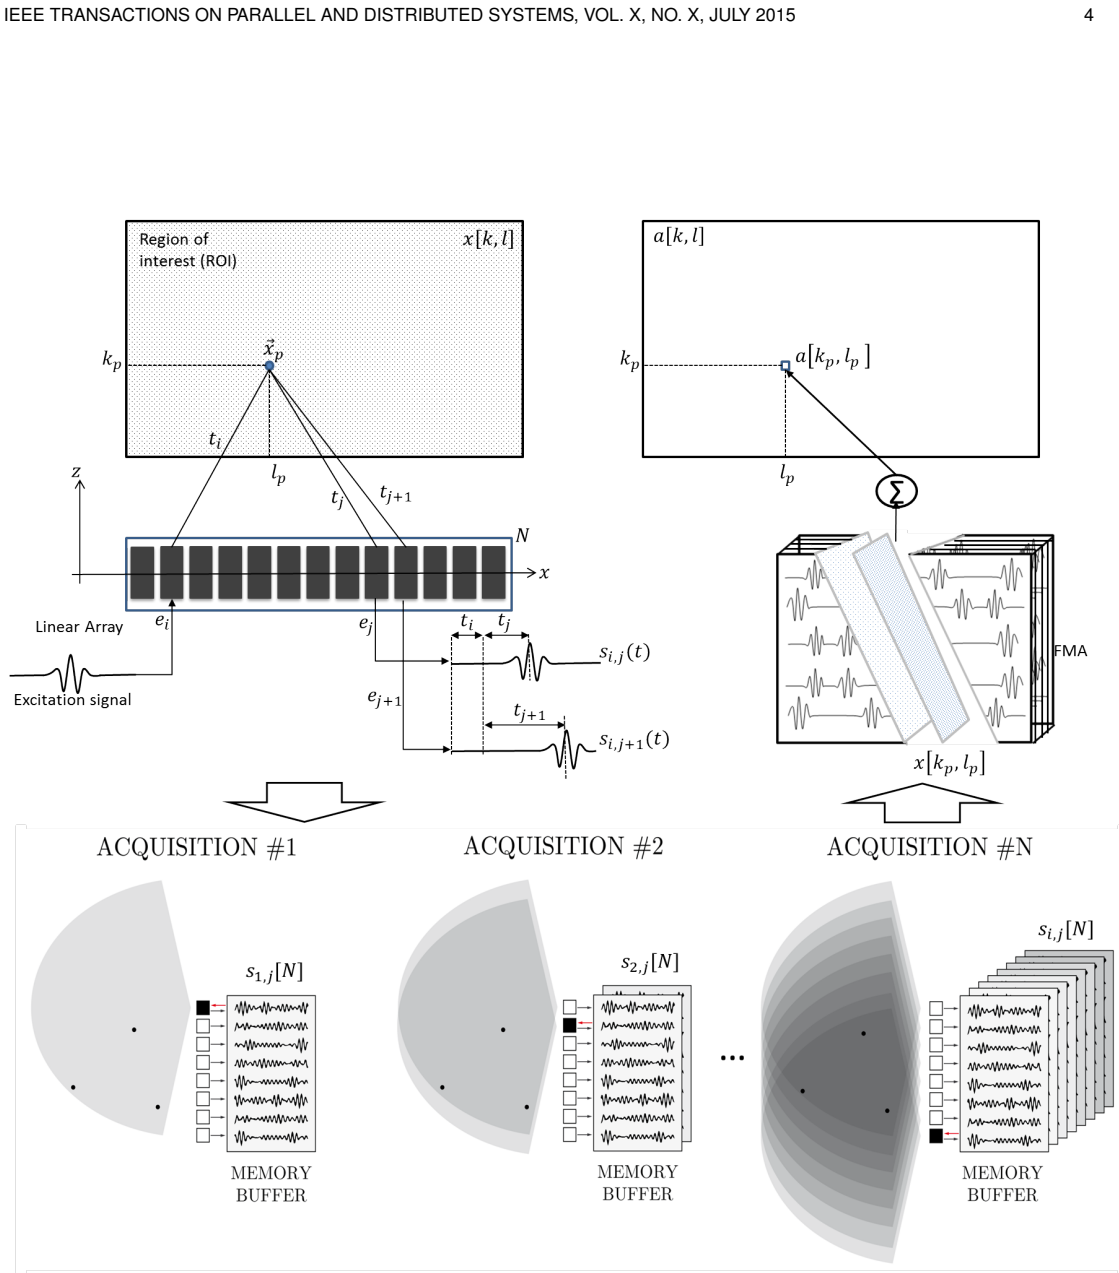 IEEE TRANSACTIONS ON PARALLEL AND DISTRIBUTED SYSTEMS, VOL. X, NO. X, JULY 2015 4
Region of
interest (ROI)
x[k, l]
a[k, l]
k_p
x⃗_p
k_p
a[k_p, l_p]
t_i
l_p
l_p
z
t_j
t_{j+1}
Σ
N
x
e_i
e_j
t_i
t_j
Linear Array
s_{i,j}(t)
FMA
Excitation signal
e_{j+1}
t_{j+1}
s_{i,j+1}(t)
x[k_p, l_p]
ACQUISITION #1
ACQUISITION #2
ACQUISITION #N
s_{1,j}[N]
s_{2,j}[N]
s_{i,j}[N]
...
MEMORY
BUFFER
MEMORY
BUFFER
MEMORY
BUFFER